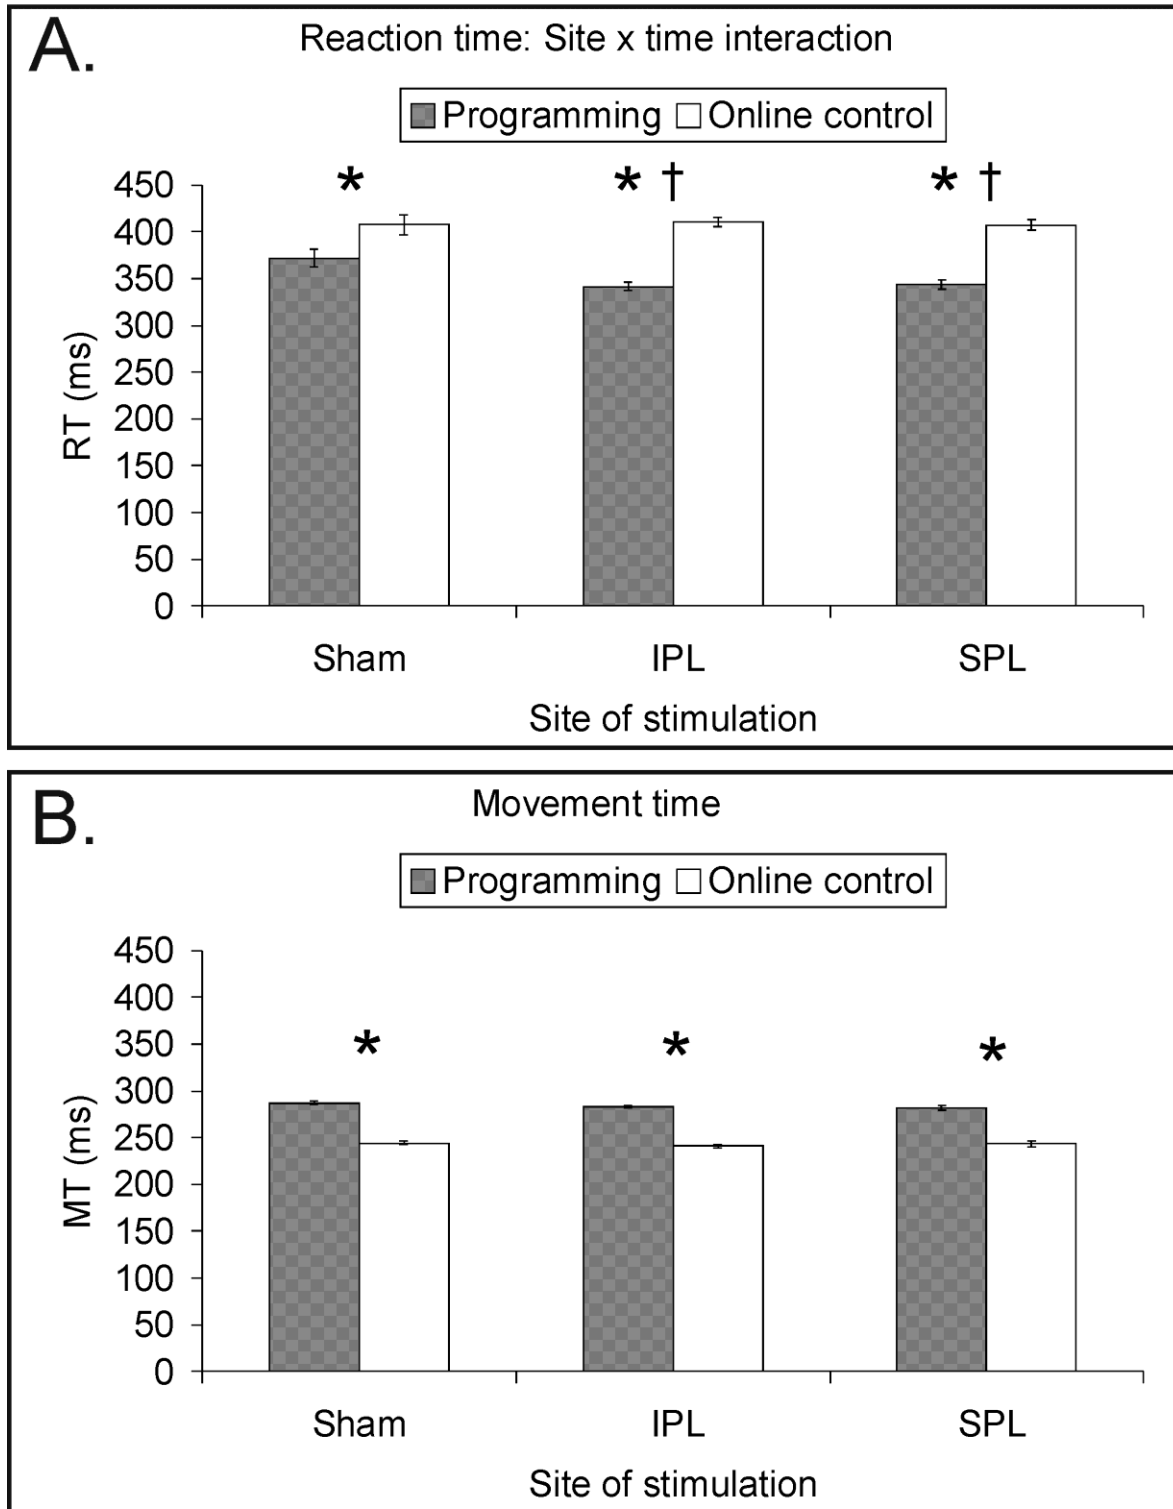 A.
Reaction time: Site x time interaction
Programming Online control
* * † * †
450
400
350
300
250
200
150
100
50
0
RT (ms)
Sham IPL SPL
Site of stimulation
B.
Movement time
Programming Online control
450
400
350
* * *
300
250
200
150
100
50
0
MT (ms)
Sham IPL SPL
Site of stimulation